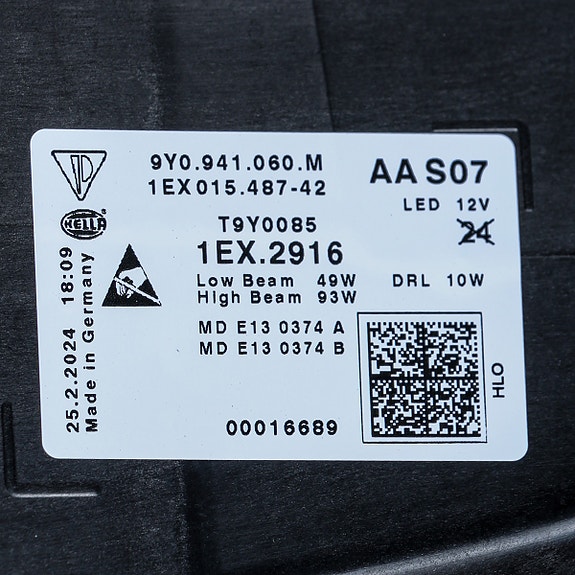 9Y0.941.060.M
1EX 015.487-42
AA S07
LED 12V
24
HELLA
T9Y0085
1EX.2916
Low Beam 49W
High Beam 93W
DRL 10W
MD E13 0374 A
MD E13 0374 B
00016689
HLO
25.2.2024 18:09
Made in Germany